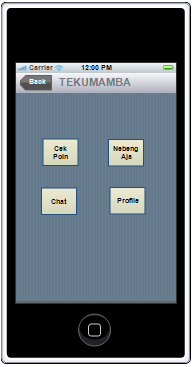 Carrier 12:00 PM
Back TEKUMAMBA
Cek
Poin
Nebeng
Aja
Chat
Profile